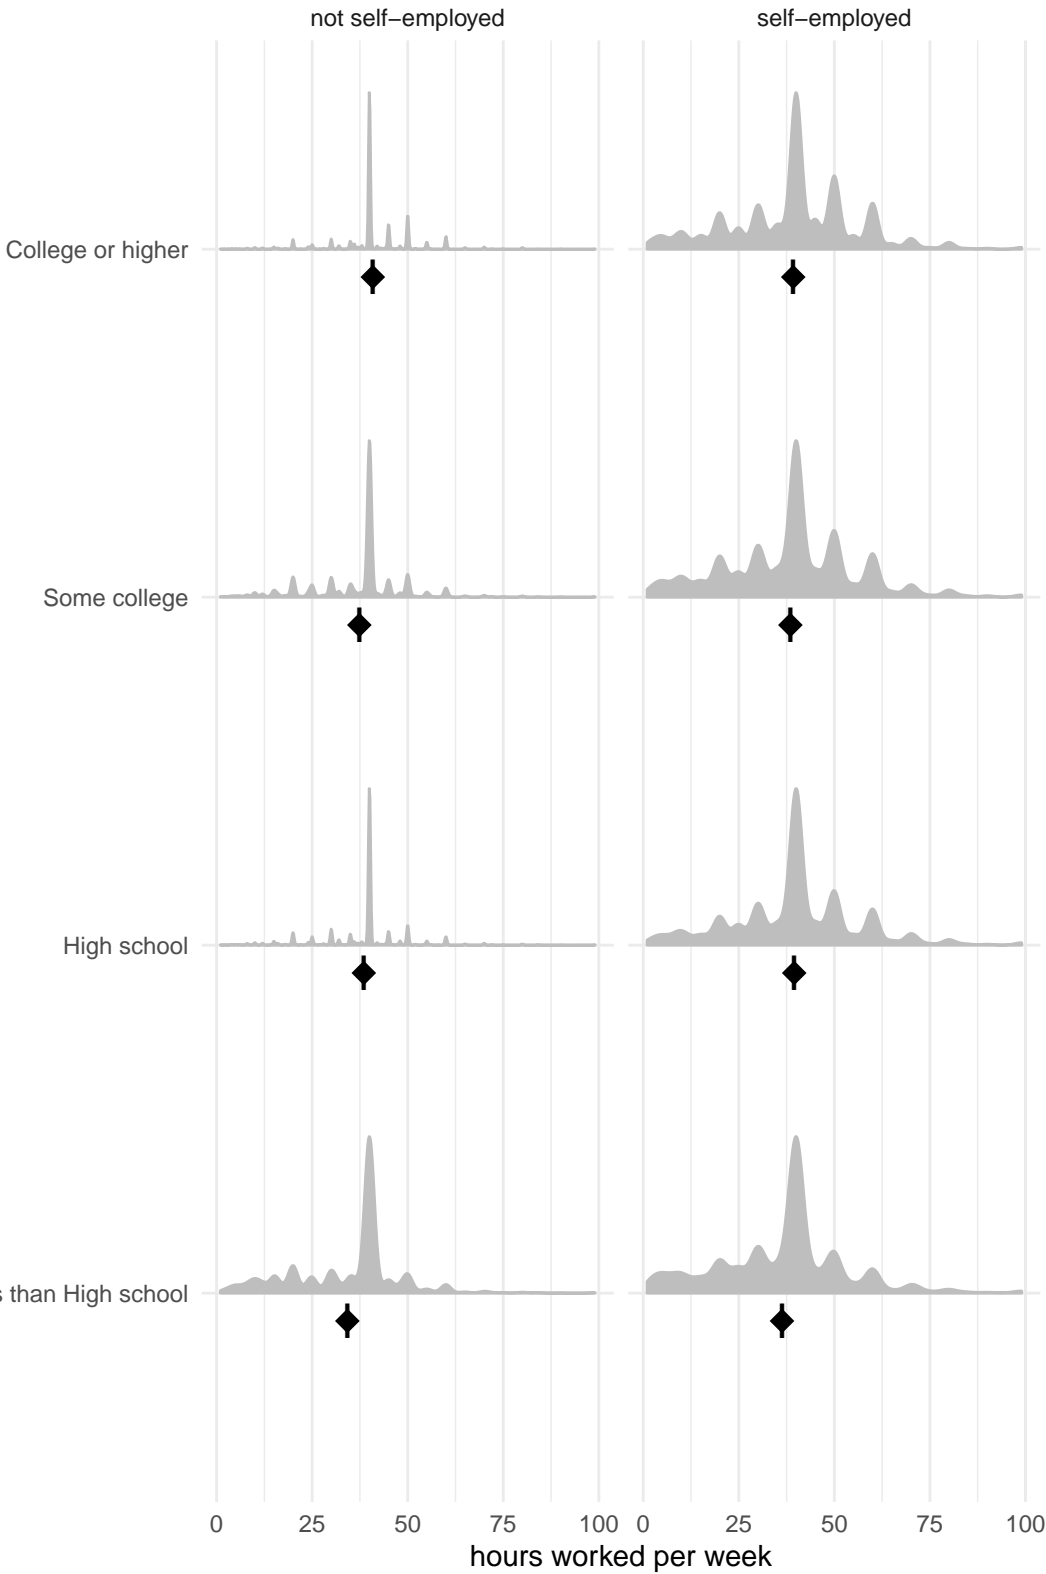 not self−employed
self−employed
College or higher
Some college
High school
than High school
0 25 50 75 100 0 25 50 75 100
hours worked per week